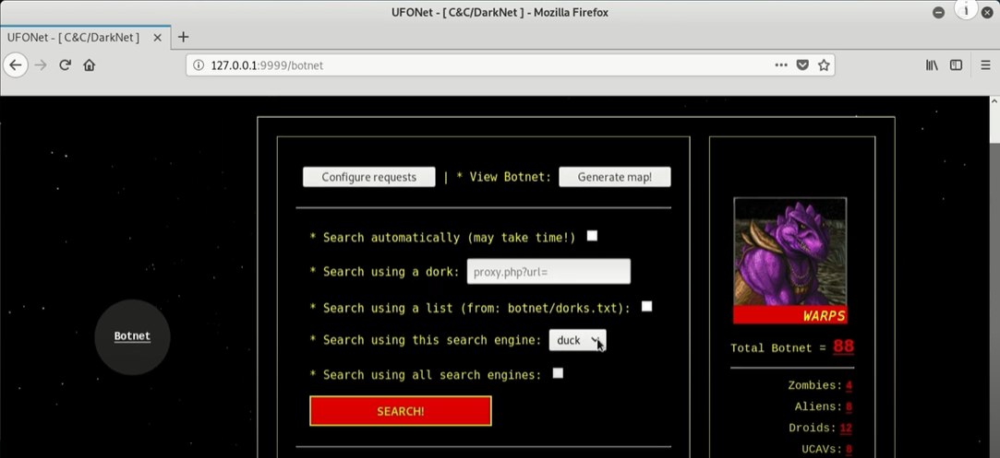 UFONet - [ C&C/DarkNet ] - Mozilla Firefox
UFONet - [ C&C/DarkNet ]
127.0.0.1:9999/botnet
Configure requests | * View Botnet: Generate map!
* Search automatically (may take time!)
* Search using a dork: proxy.php?url=
* Search using a list (from: botnet/dorks.txt):
* Search using this search engine: duck
* Search using all search engines:
SEARCH!
Botnet
WARPS
Total Botnet = 88
Zombies: 4
Aliens: 8
Droids: 12
UCAVs: 8